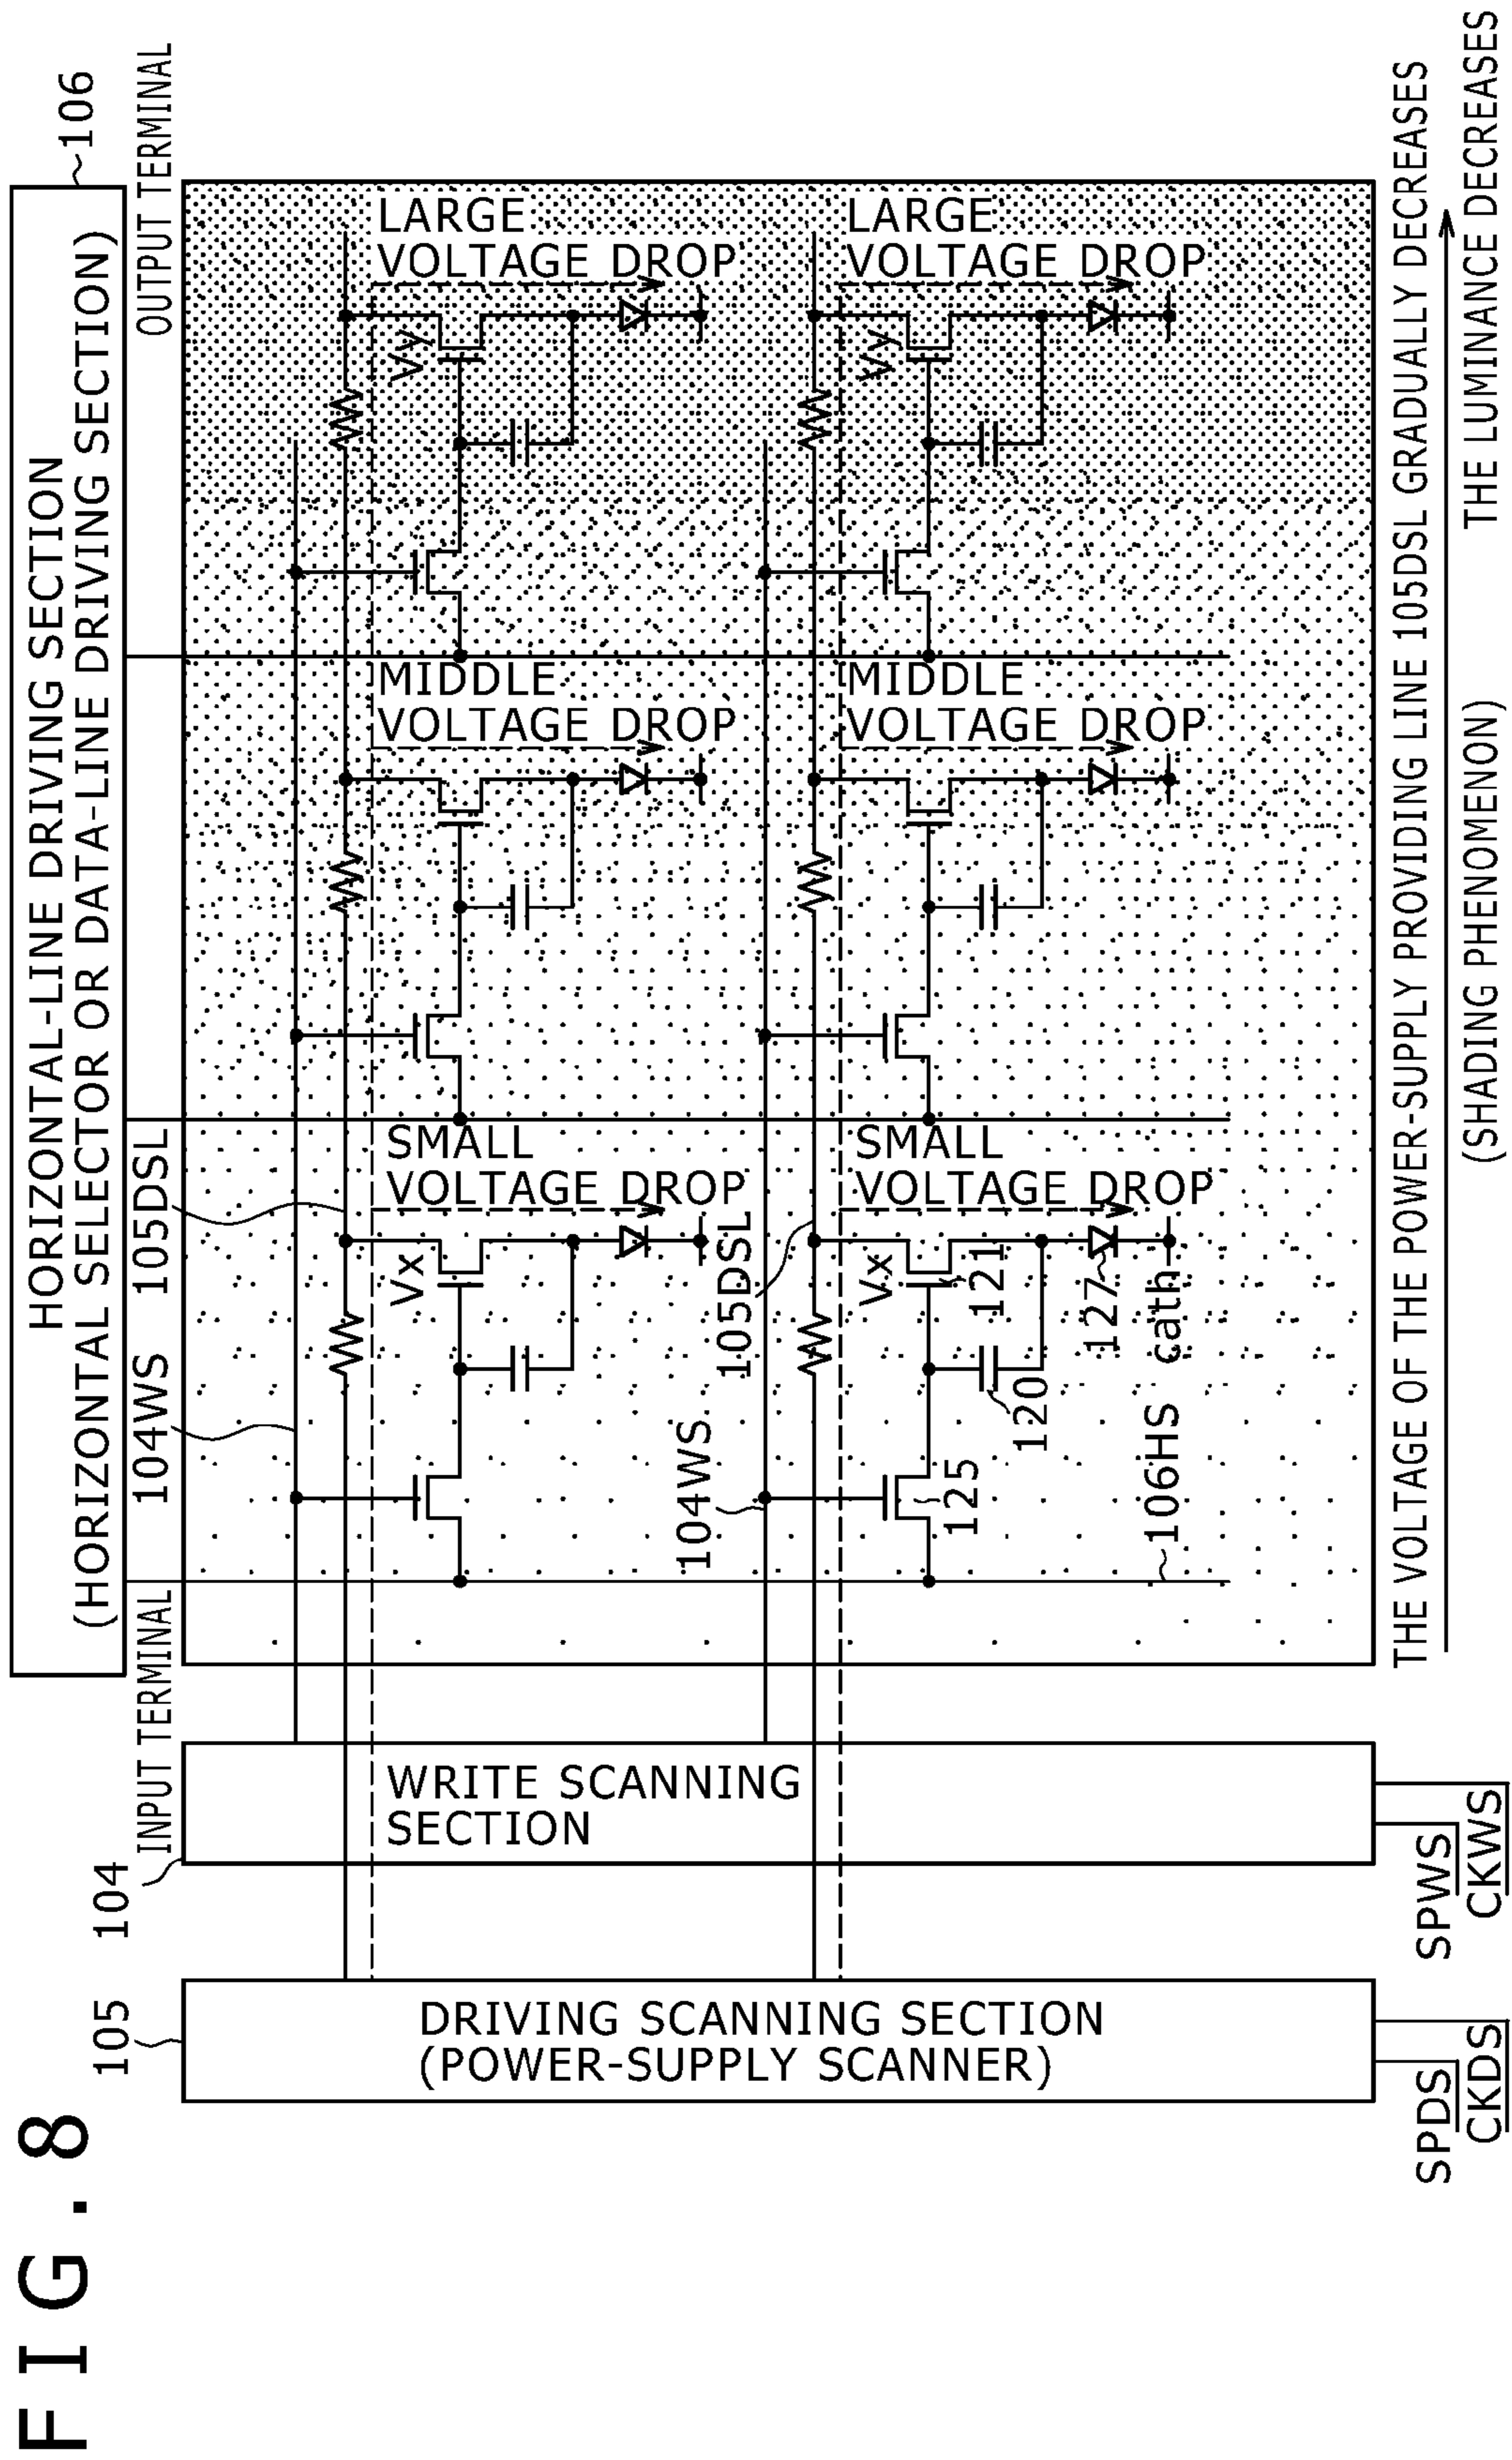 FIG. 8
HORIZONTAL-LINE DRIVING SECTION
(HORIZONTAL SELECTOR OR DATA-LINE DRIVING SECTION)
106
105
104
INPUT TERMINAL
104WS
105DSL
OUTPUT TERMINAL
DRIVING SCANNING SECTION
(POWER-SUPPLY SCANNER)
WRITE SCANNING
SECTION
Vx
SMALL
VOLTAGE DROP
MIDDLE
VOLTAGE DROP
Vy
LARGE
VOLTAGE DROP
104WS
105DSL
Vx
SMALL
VOLTAGE DROP
MIDDLE
VOLTAGE DROP
Vy
LARGE
VOLTAGE DROP
125
121
120
127
106HS
cath
SPDS
CKDS
SPWS
CKWS
THE VOLTAGE OF THE POWER-SUPPLY PROVIDING LINE 105DSL GRADUALLY DECREASES
(SHADING PHENOMENON)
THE LUMINANCE DECREASES